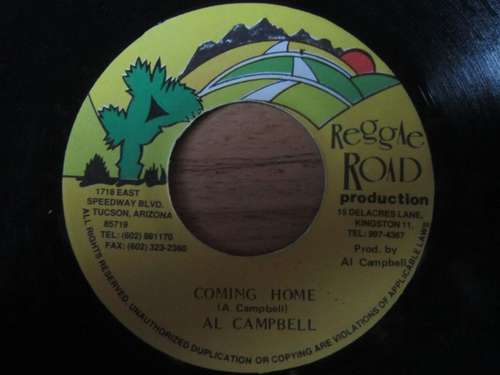 Reggae
ROAD
production
1718 EAST
SPEEDWAY BLVD.
TUCSON, ARIZONA
85719
TEL: (602) 881170
FAX: (602) 323-2360
15 DELACRES LANE,
KINGSTON 11,
TEL: 997-4367
Prod. by
Al Campbell
COMING HOME
(A. Campbell)
AL CAMPBELL
ALL RIGHTS RESERVED. UNAUTHORIZED DUPLICATION OR COPYING ARE VIOLATIONS OF APPLICABLE LAWS